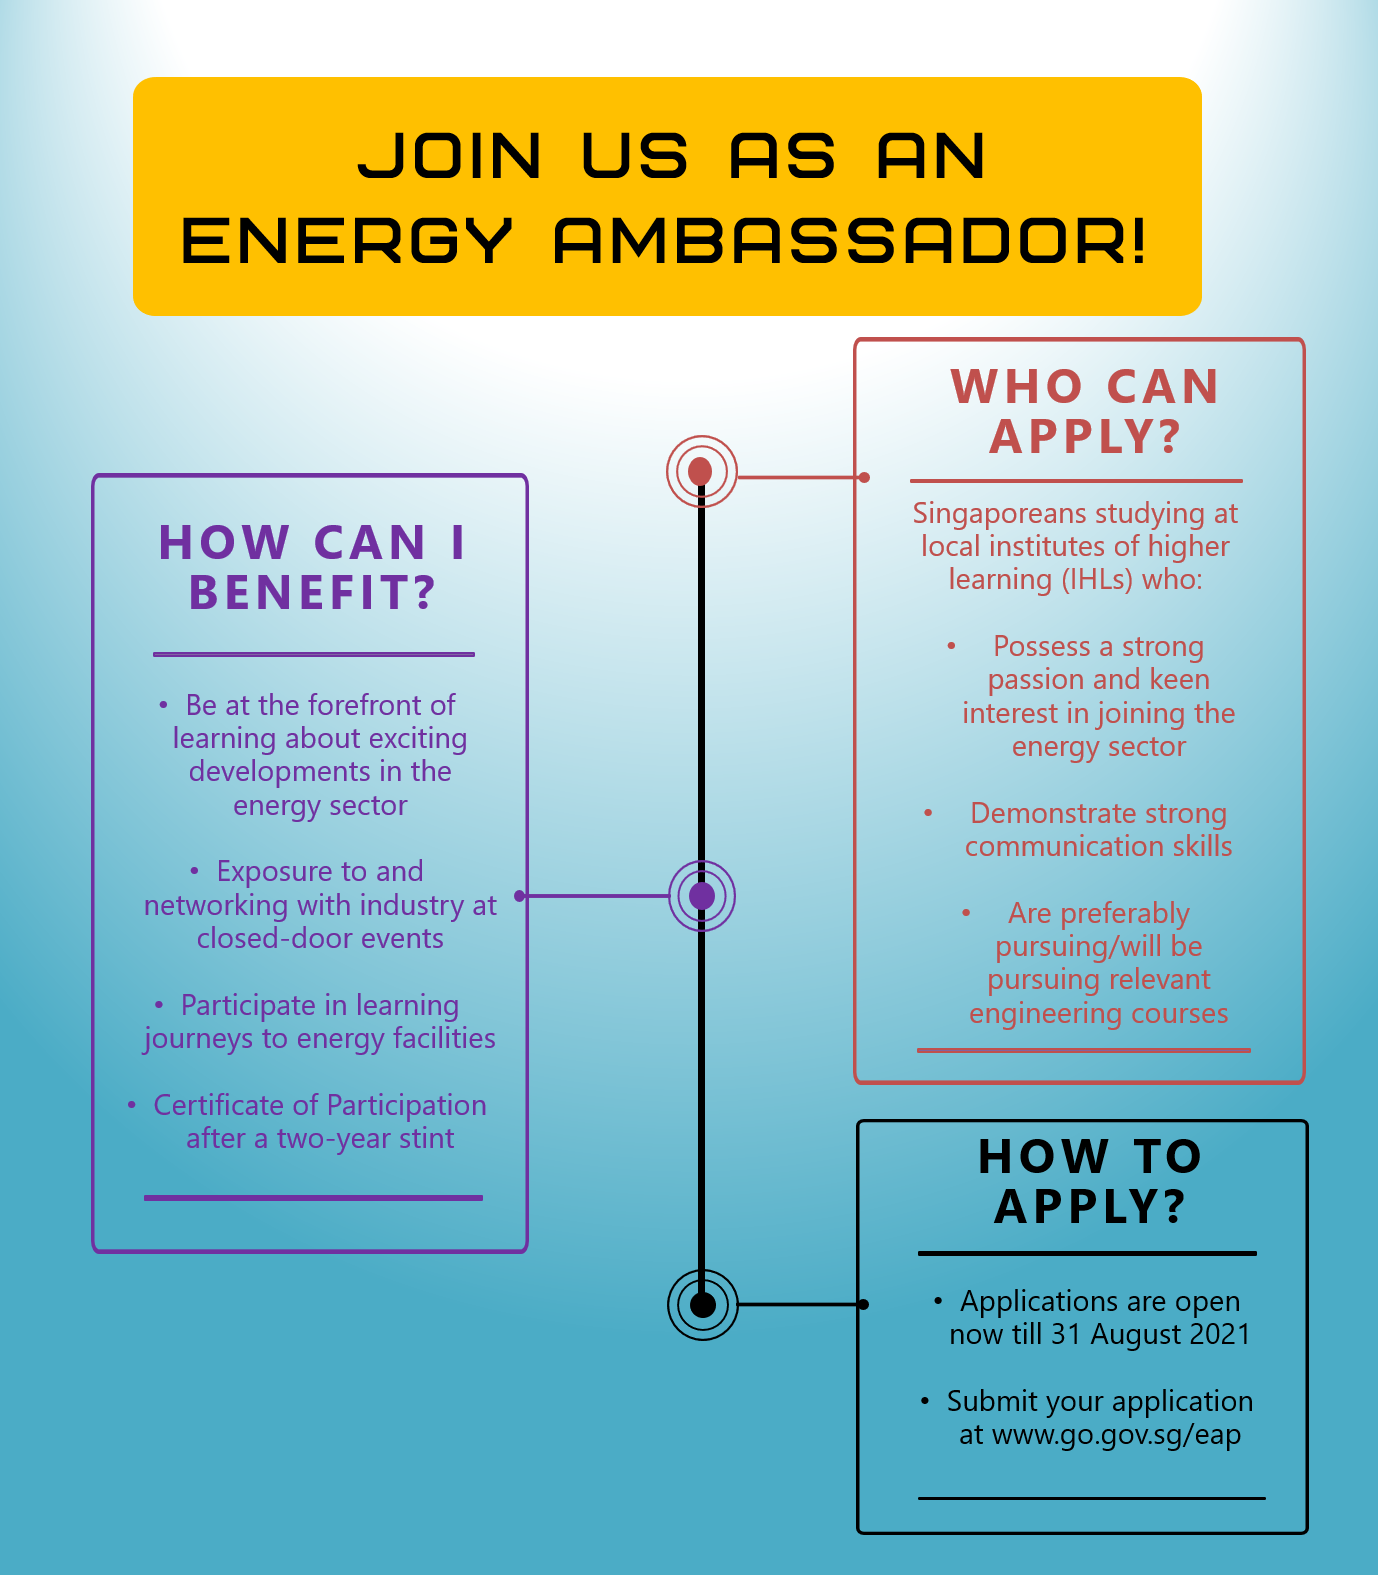 JOIN US AS AN
ENERGY AMBASSADOR!
WHO CAN
APPLY?
Singaporeans studying at
local institutes of higher
learning (IHLs) who:
• Possess a strong
passion and keen
interest in joining the
energy sector
• Demonstrate strong
communication skills
• Are preferably
pursuing/will be
pursuing relevant
engineering courses
HOW CAN I
BENEFIT?
• Be at the forefront of
learning about exciting
developments in the
energy sector
• Exposure to and
networking with industry at
closed-door events
• Participate in learning
journeys to energy facilities
• Certificate of Participation
after a two-year stint
HOW TO
APPLY?
• Applications are open
now till 31 August 2021
• Submit your application
at www.go.gov.sg/eap